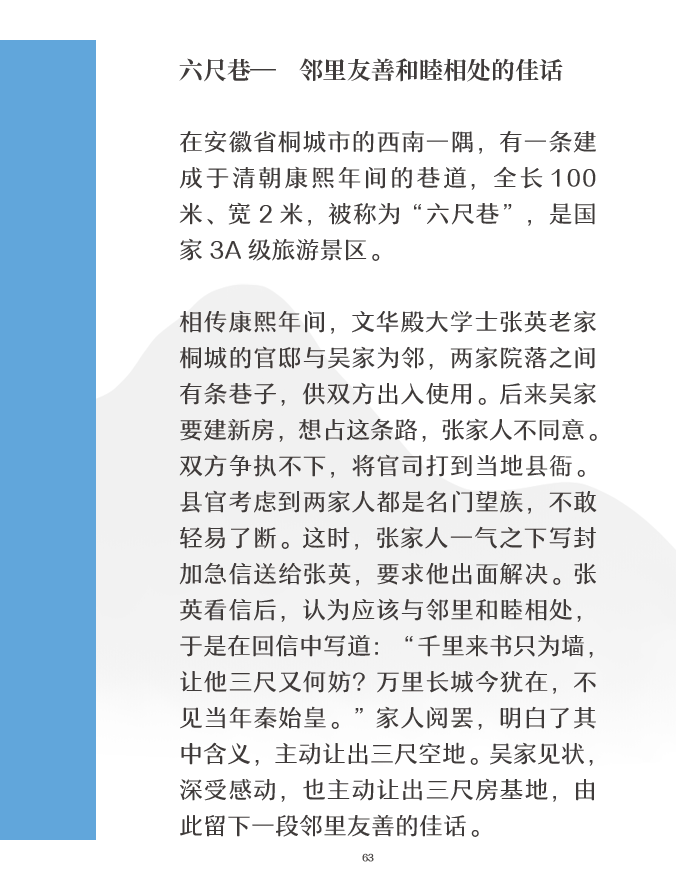 六尺巷— 邻里友善和睦相处的佳话
在安徽省桐城市的西南一隅，有一条建
成于清朝康熙年间的巷道，全长 100
米、宽 2 米，被称为“六尺巷”，是国
家 3A 级旅游景区。
相传康熙年间，文华殿大学士张英老家
桐城的官邸与吴家为邻，两家院落之间
有条巷子，供双方出入使用。后来吴家
要建新房，想占这条路，张家人不同意。
双方争执不下，将官司打到当地县衙。
县官考虑到两家人都是名门望族，不敢
轻易了断。这时，张家人一气之下写封
加急信送给张英，要求他出面解决。张
英看信后，认为应该与邻里和睦相处，
于是在回信中写道：“千里来书只为墙，
让他三尺又何妨？万里长城今犹在，不
见当年秦始皇。”家人阅罢，明白了其
中含义，主动让出三尺空地。吴家见状，
深受感动，也主动让出三尺房基地，由
此留下一段邻里友善的佳话。
63